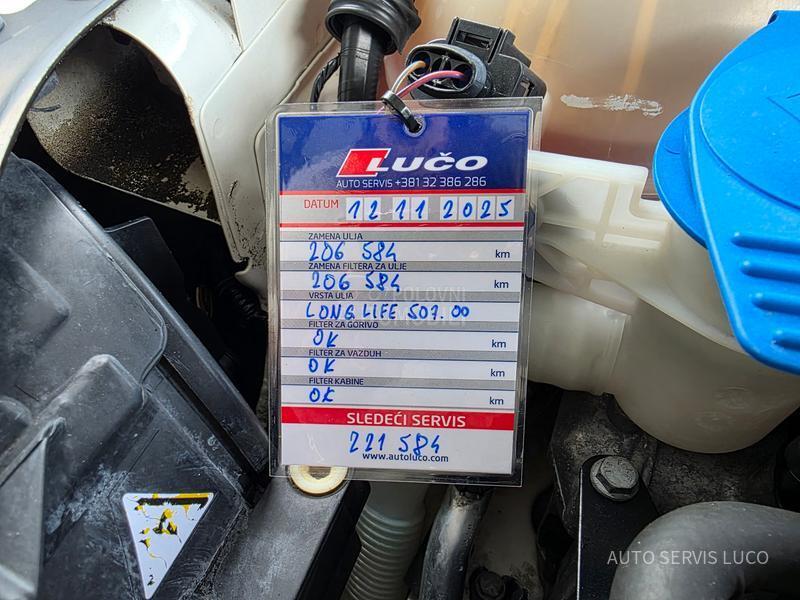 LUČO
AUTO SERVIS +381 32 386 286
DATUM 12 11 2025
ZAMENA ULJA
206 584 km
ZAMENA FILTERA ZA ULJE
206 584 km
VRSTA ULJA
LONG LIFE 507.00
FILTER ZA GORIVO
OK km
FILTER ZA VAZDUH
OK km
FILTER KABINE
OK km
SLEDEĆI SERVIS
221 584
www.autoluco.com
AUTO SERVIS LUCO